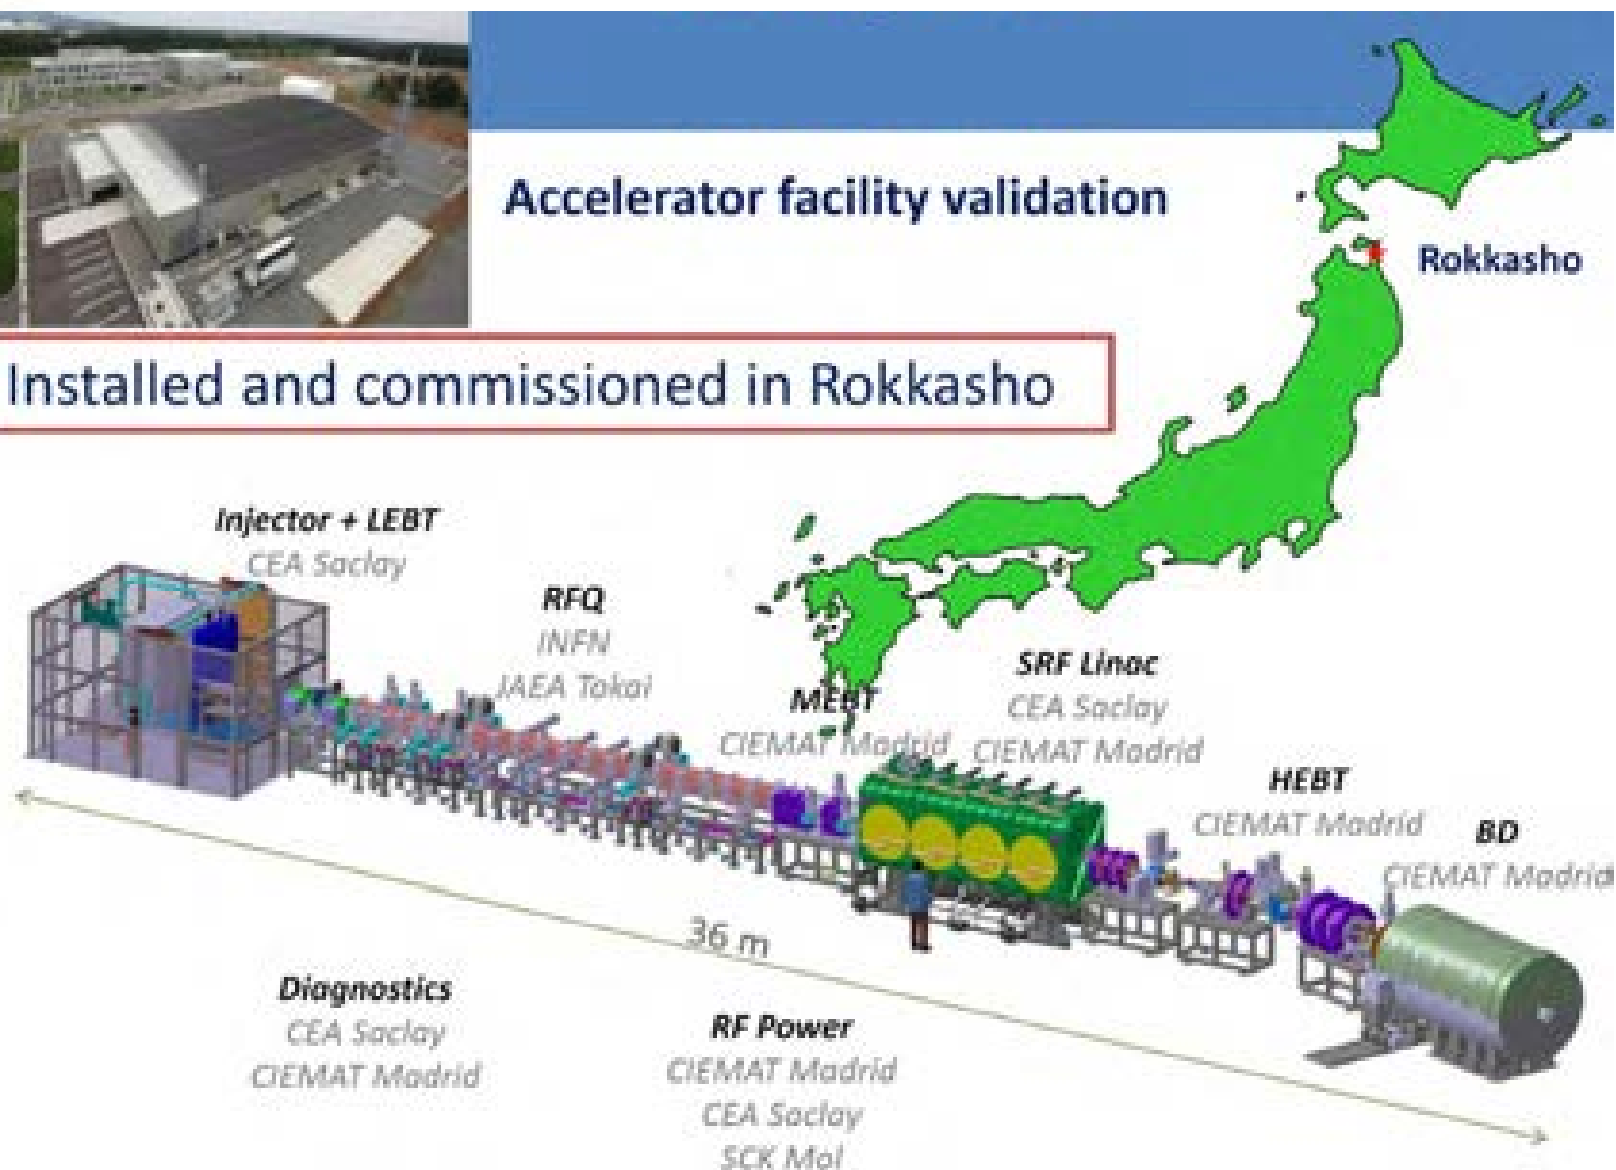 Accelerator facility validation
Rokkasho
Installed and commissioned in Rokkasho
Injector + LEBT
CEA Saclay
RFQ
INFN
JAEA Tokai
MEBT
CIEMAT Madrid
SRF Linac
CEA Saclay
CIEMAT Madrid
HEBT
CIEMAT Madrid
BD
CIEMAT Madrid
36 m
Diagnostics
CEA Saclay
CIEMAT Madrid
RF Power
CIEMAT Madrid
CEA Saclay
SCK Mol